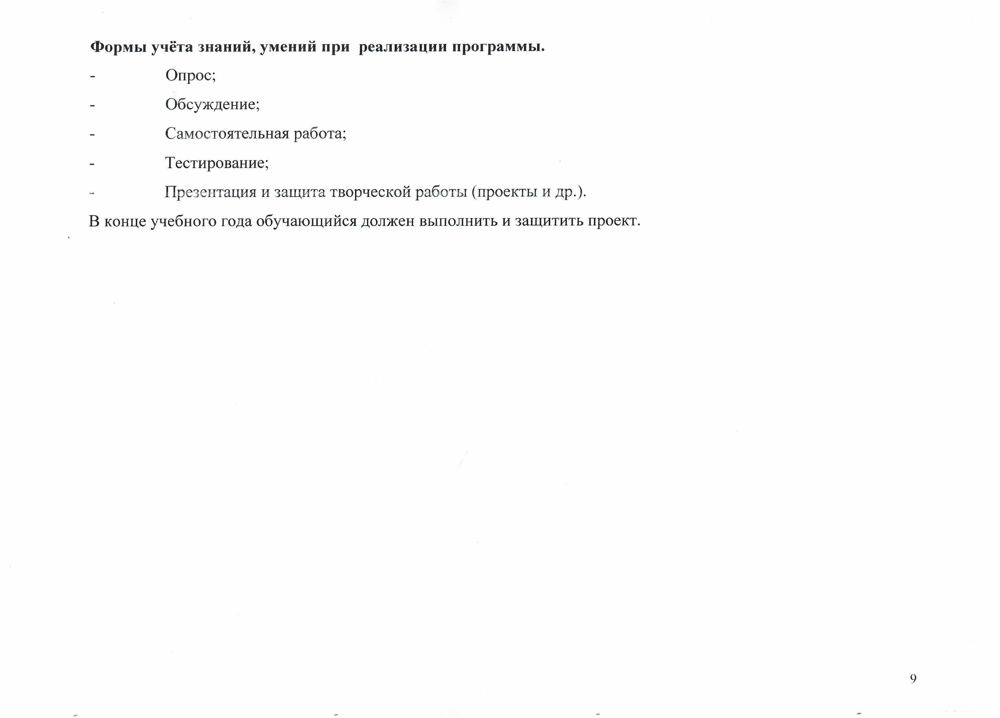 Формы учёта знаний, умений при  реализации программы.
- Опрос;
- Обсуждение;
- Самостоятельная работа;
- Тестирование;
- Презентация и защита творческой работы (проекты и др.).
В конце учебного года обучающийся должен выполнить и защитить проект.
9